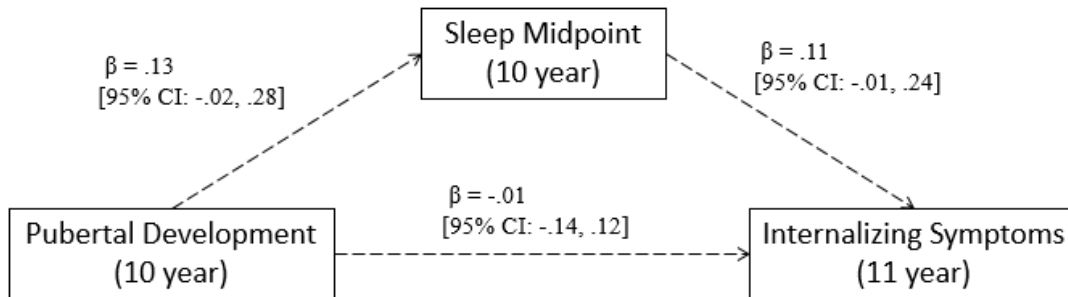 Sleep Midpoint
(10 year)
β = .13
[95% CI: -.02, .28]
β = .11
[95% CI: -.01, .24]
β = -.01
[95% CI: -.14, .12]
Pubertal Development
(10 year)
Internalizing Symptoms
(11 year)